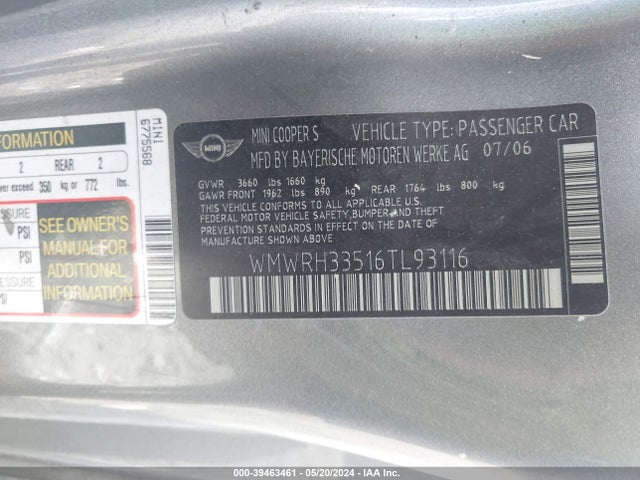 MINI
6775568
FORMATION
2 REAR 2
ver exceed 350 kg or 772 lbs.
ESSURE
PSI
PSI
PSI
SEE OWNER'S
MANUAL FOR
ADDITIONAL
INFORMATION
MINI
MINI COOPER S VEHICLE TYPE: PASSENGER CAR
MFD BY BAYERISCHE MOTOREN WERKE AG 07/06
GVWR 3660 lbs 1660 kg
GAWR FRONT 1962 lbs 890 kg REAR 1764 lbs 800 kg
THIS VEHICLE CONFORMS TO ALL APPLICABLE U.S.
FEDERAL MOTOR VEHICLE SAFETY,BUMPER,AND THEFT
PREVENTION STANDARDS IN EFFECT ON THE DATE OF
MANUFACTURE SHOWN ABOVE.
WMWRH33516TL93116
000-39463461 - 05/20/2024 - IAA Inc.